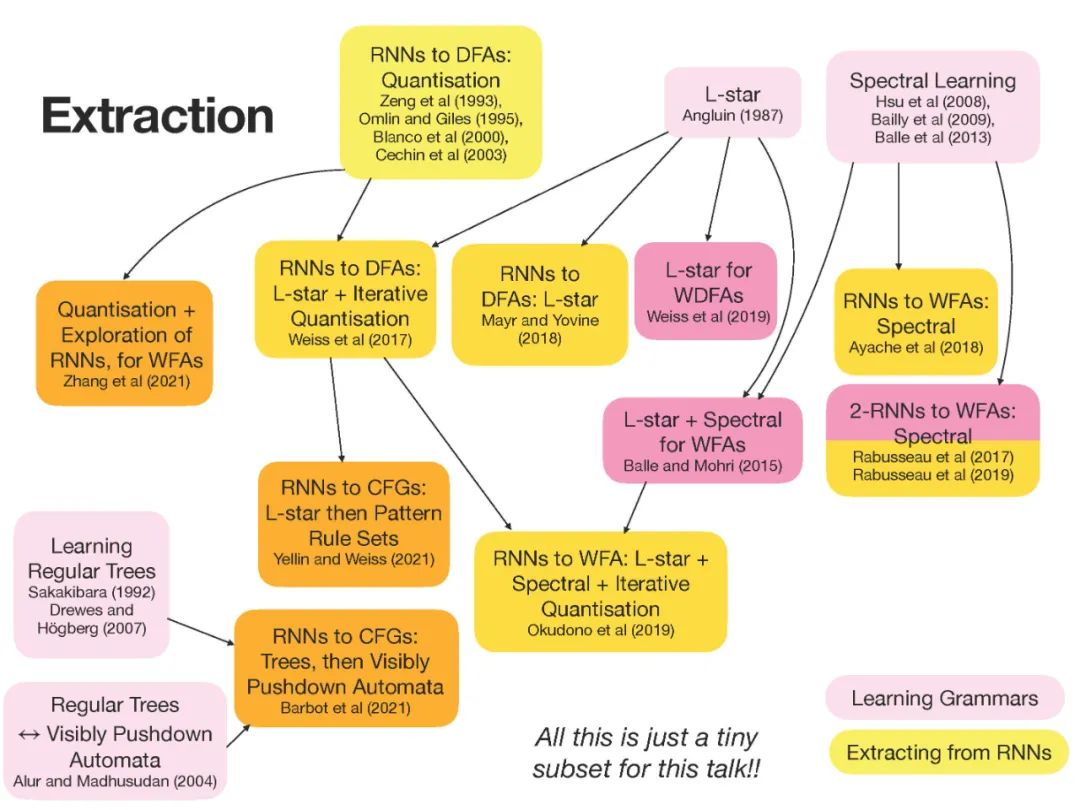 Extraction
RNNs to DFAs:
Quantisation
Zeng et al (1993),
Omlin and Giles (1995),
Blanco et al (2000),
Cechin et al (2003)
L-star
Angluin (1987)
Spectral Learning
Hsu et al (2008),
Bailly et al (2009),
Balle et al (2013)
Quantisation +
Exploration of
RNNs, for WFAs
Zhang et al (2021)
RNNs to DFAs:
L-star + Iterative
Quantisation
Weiss et al (2017)
RNNs to
DFAs: L-star
Mayr and Yovine
(2018)
L-star for
WDFAs
Weiss et al (2019)
RNNs to WFAs:
Spectral
Ayache et al (2018)
L-star + Spectral
for WFAs
Balle and Mohri (2015)
2-RNNs to WFAs:
Spectral
Rabusseau et al (2017)
Rabusseau et al (2019)
RNNs to CFGs:
L-star then Pattern
Rule Sets
Yellin and Weiss (2021)
Learning
Regular Trees
Sakakibara (1992)
Drewes and
Högberg (2007)
RNNs to WFA: L-star +
Spectral + Iterative
Quantisation
Okudono et al (2019)
RNNs to CFGs:
Trees, then Visibly
Pushdown Automata
Barbot et al (2021)
Regular Trees
↔ Visibly Pushdown
Automata
Alur and Madhusudan (2004)
All this is just a tiny
subset for this talk!!
Learning Grammars
Extracting from RNNs